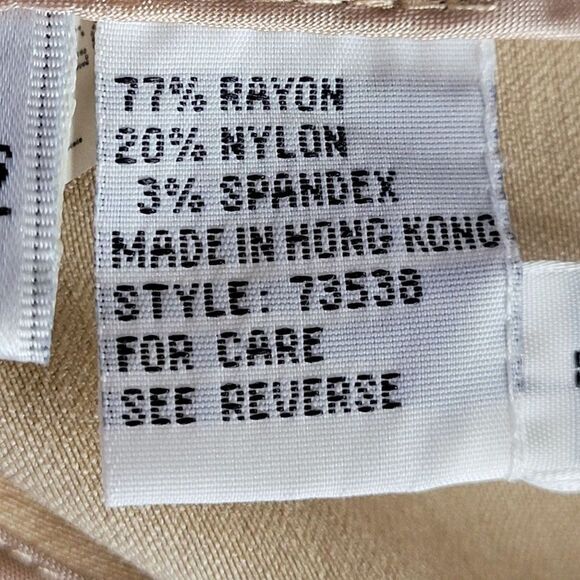 77% RAYON
20% NYLON
3% SPANDEX
MADE IN HONG KONG
STYLE: 73538
FOR CARE
SEE REVERSE